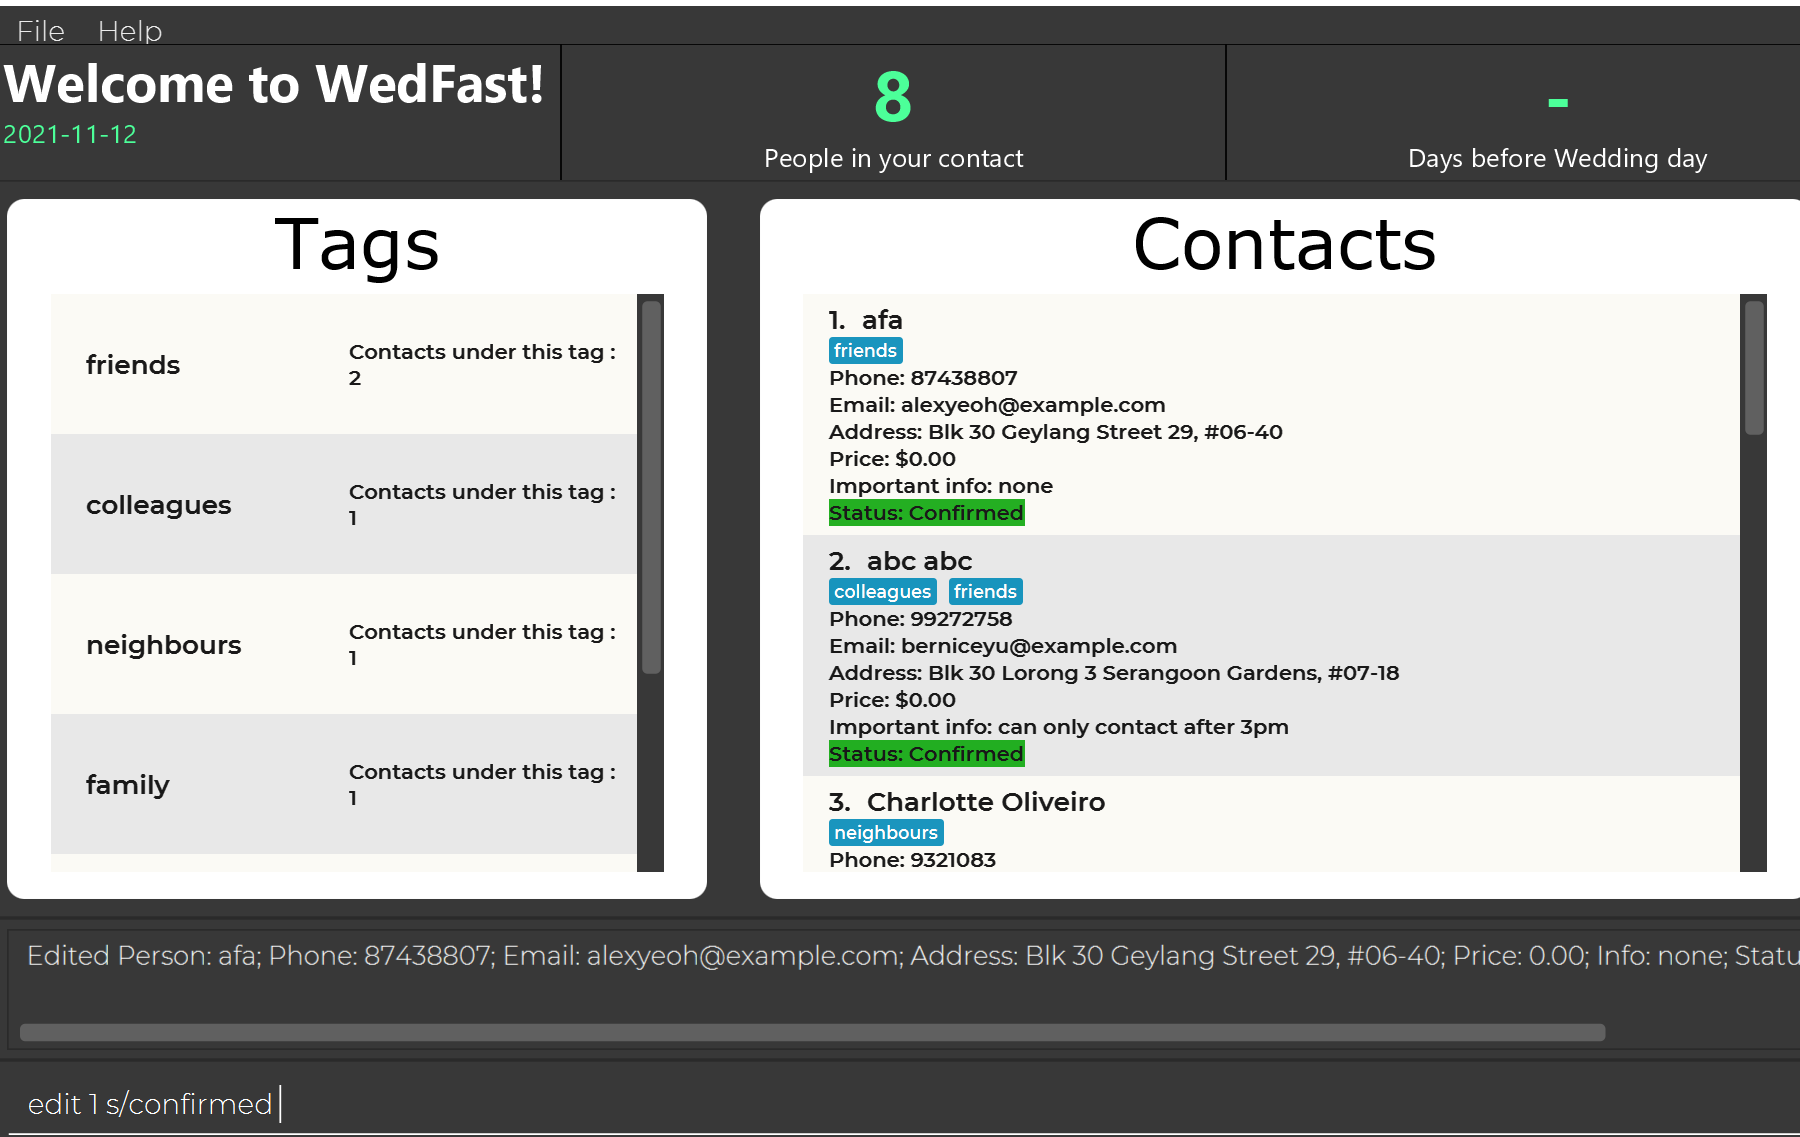 File Help
Welcome to WedFast!
2021-11-12
8
People in your contact
-
Days before Wedding day
Tags
friends
Contacts under this tag :
2
colleagues
Contacts under this tag :
1
neighbours
Contacts under this tag :
1
family
Contacts under this tag :
1
Contacts
1. afa
friends
Phone: 87438807
Email: alexyeoh@example.com
Address: Blk 30 Geylang Street 29, #06-40
Price: $0.00
Important info: none
Status: Confirmed
2. abc abc
colleagues friends
Phone: 99272758
Email: berniceyu@example.com
Address: Blk 30 Lorong 3 Serangoon Gardens, #07-18
Price: $0.00
Important info: can only contact after 3pm
Status: Confirmed
3. Charlotte Oliveiro
neighbours
Phone: 9321083
Edited Person: afa; Phone: 87438807; Email: alexyeoh@example.com; Address: Blk 30 Geylang Street 29, #06-40; Price: 0.00; Info: none; Statu
edit 1 s/confirmed